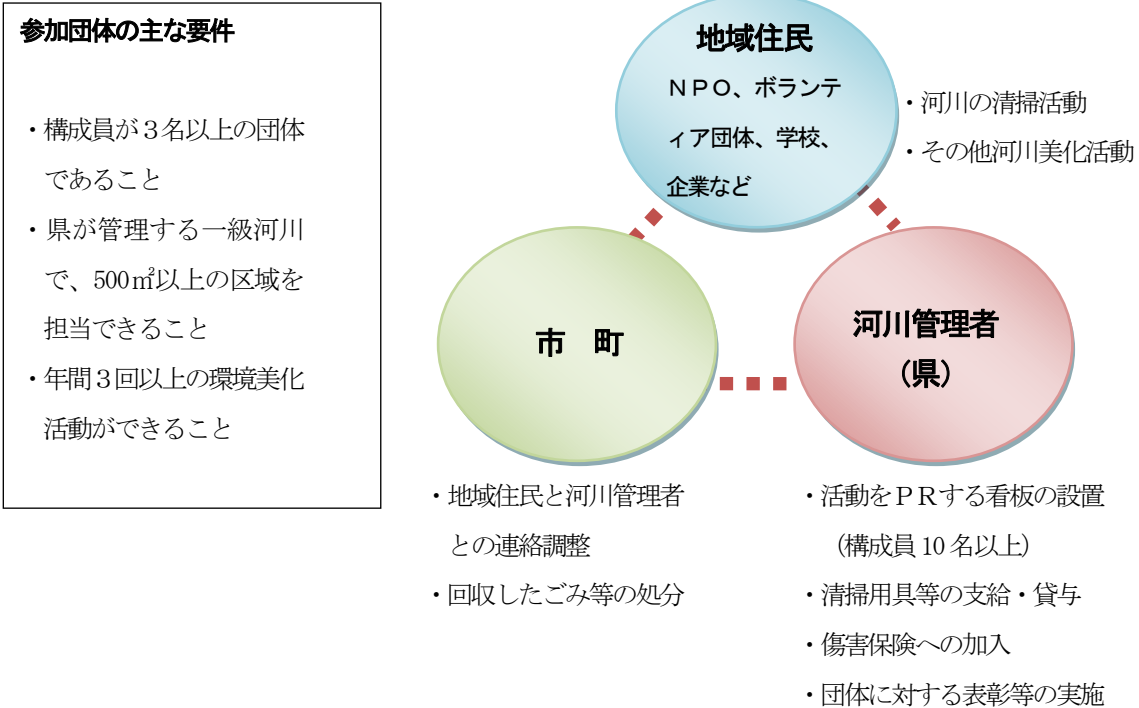 参加団体の主な要件
・構成員が３名以上の団体
であること
・県が管理する一級河川
で、500㎡以上の区域を
担当できること
・年間３回以上の環境美化
活動ができること
地域住民
ＮＰＯ、ボランテ
ィア団体、学校、
企業など
・河川の清掃活動
・その他河川美化活動
市　町
河川管理者
（県）
・地域住民と河川管理者
との連絡調整
・回収したごみ等の処分
・活動をＰＲする看板の設置
（構成員 10 名以上）
・清掃用具等の支給・貸与
・傷害保険への加入
・団体に対する表彰等の実施